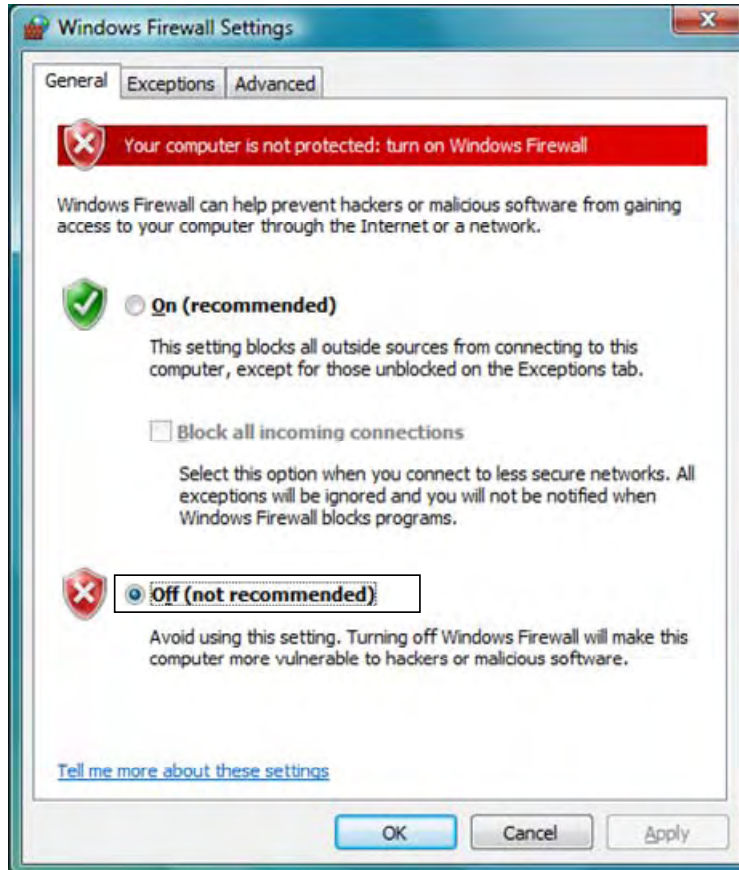 Windows Firewall Settings
General Exceptions Advanced
Your computer is not protected: turn on Windows Firewall
Windows Firewall can help prevent hackers or malicious software from gaining
access to your computer through the Internet or a network.
On (recommended)
This setting blocks all outside sources from connecting to this
computer, except for those unblocked on the Exceptions tab.
Block all incoming connections
Select this option when you connect to less secure networks. All
exceptions will be ignored and you will not be notified when
Windows Firewall blocks programs.
Off (not recommended)
Avoid using this setting. Turning off Windows Firewall will make this
computer more vulnerable to hackers or malicious software.
Tell me more about these settings
OK Cancel Apply